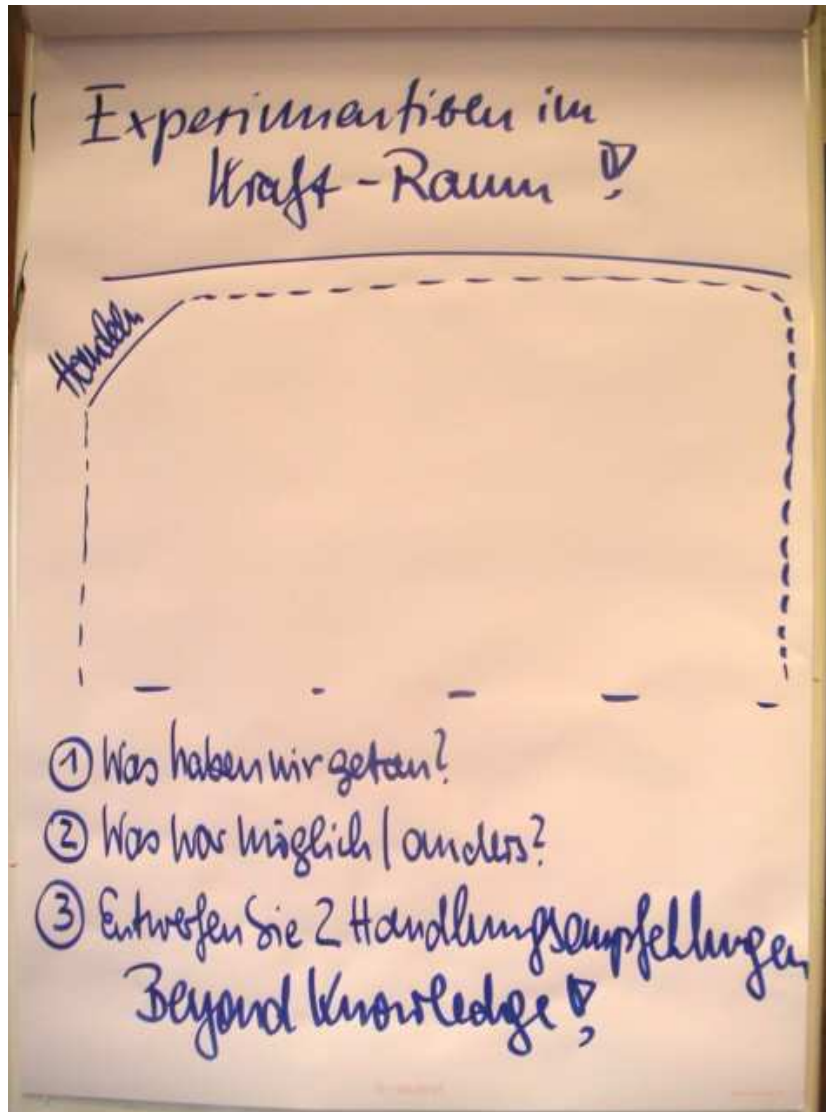 Experimentieren im
Kraft-Raum!
Handeln
① Was haben wir getan?
② Was war möglich / anders?
③ Entwerfen Sie 2 Handlungsempfehlungen
Beyond Knowledge!